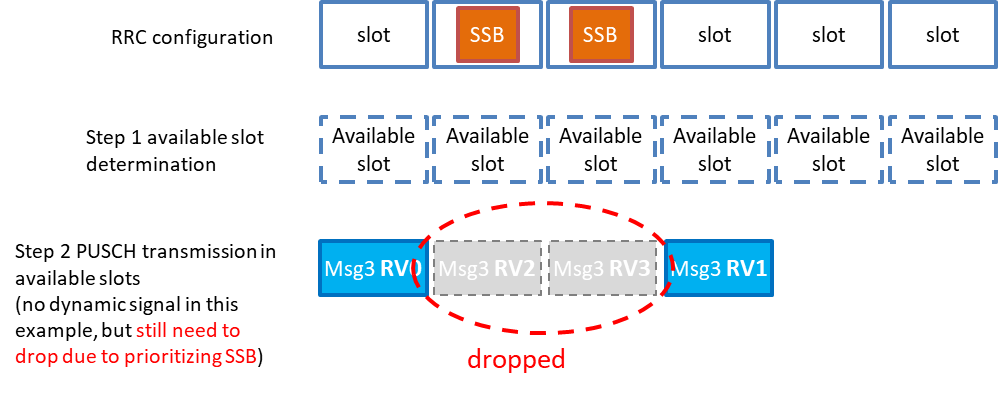 RRC configuration
slot SSB SSB slot slot slot
Step 1 available slot
determination
Available slot Available slot Available slot Available slot Available slot Available slot
Step 2 PUSCH transmission in
available slots
(no dynamic signal in this
example, but still need to
drop due to prioritizing SSB)
Msg3 RV0 Msg3 RV2 Msg3 RV3 Msg3 RV1
dropped